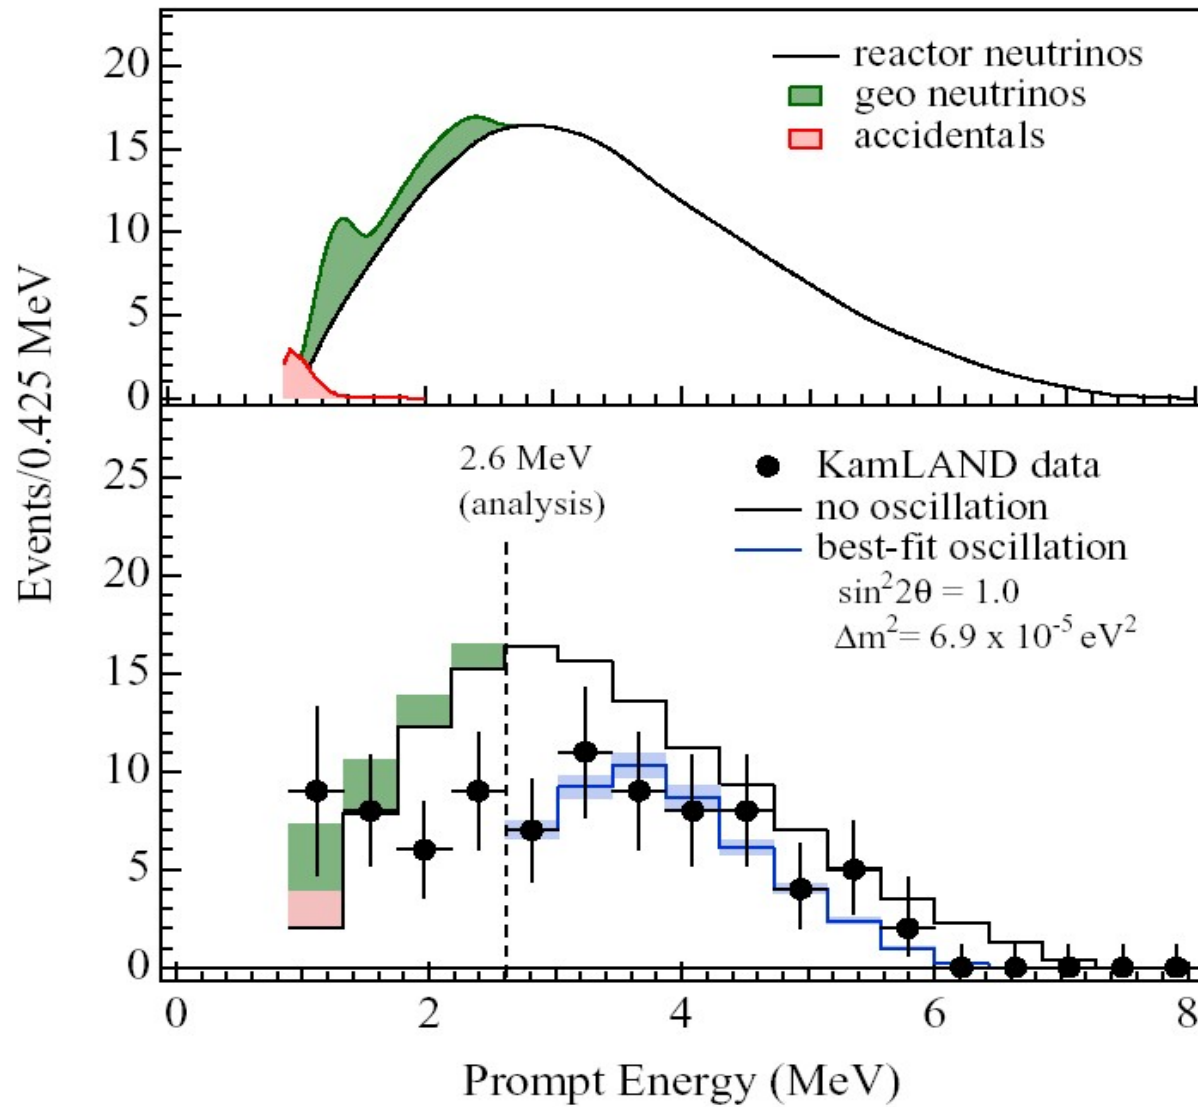 20
15
10
5
0
reactor neutrinos
geo neutrinos
accidentals
Events/0.425 MeV
25
20
15
10
5
0
2.6 MeV
(analysis)
KamLAND data
no oscillation
best-fit oscillation
sin²2θ = 1.0
Δm²= 6.9 x 10⁻⁵ eV²
0 2 4 6 8
Prompt Energy (MeV)